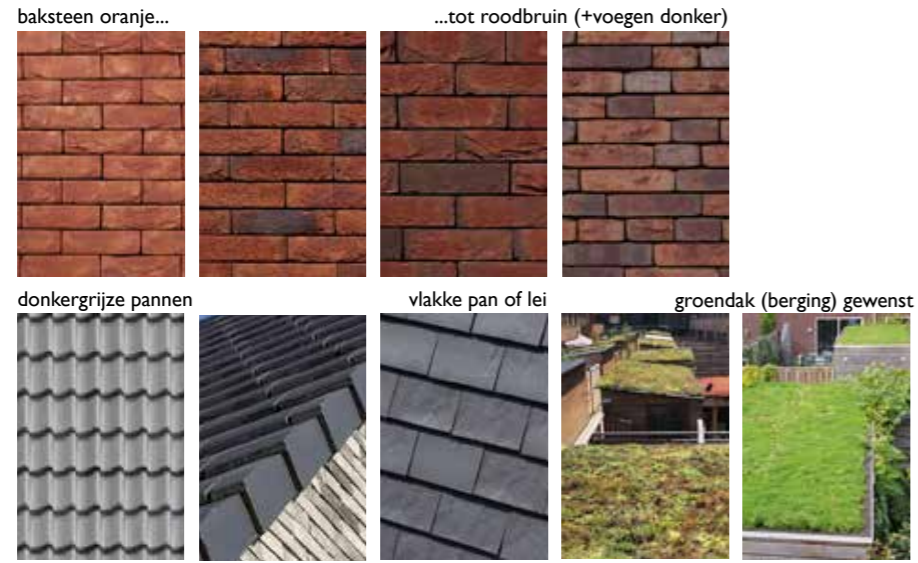 baksteen oranje...
...tot roodbruin (+voegen donker)
donkergrijze pannen
vlakke pan of lei
groendak (berging) gewenst